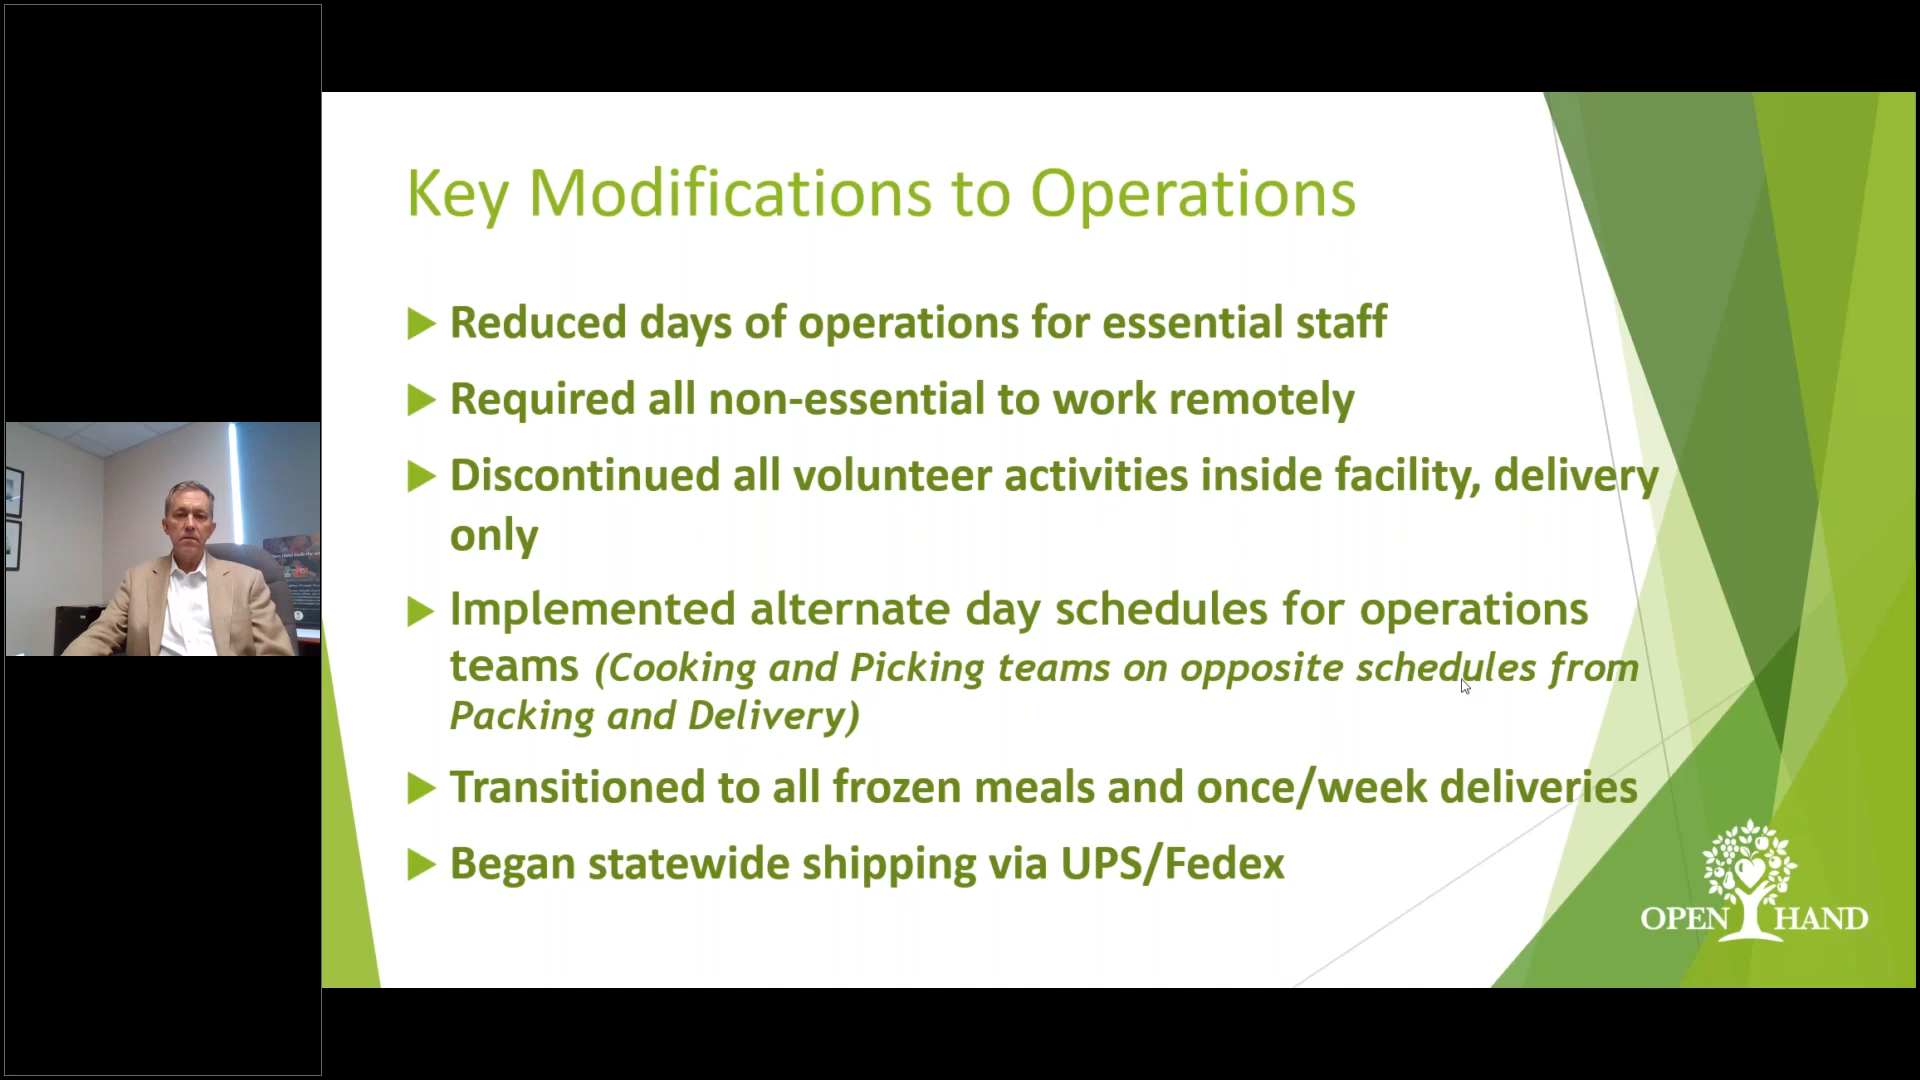 Key Modifications to Operations
Reduced days of operations for essential staff
Required all non-essential to work remotely
Discontinued all volunteer activities inside facility, delivery
only
Implemented alternate day schedules for operations
teams (Cooking and Picking teams on opposite schedules from
Packing and Delivery)
Transitioned to all frozen meals and once/week deliveries
Began statewide shipping via UPS/Fedex
OPEN HAND